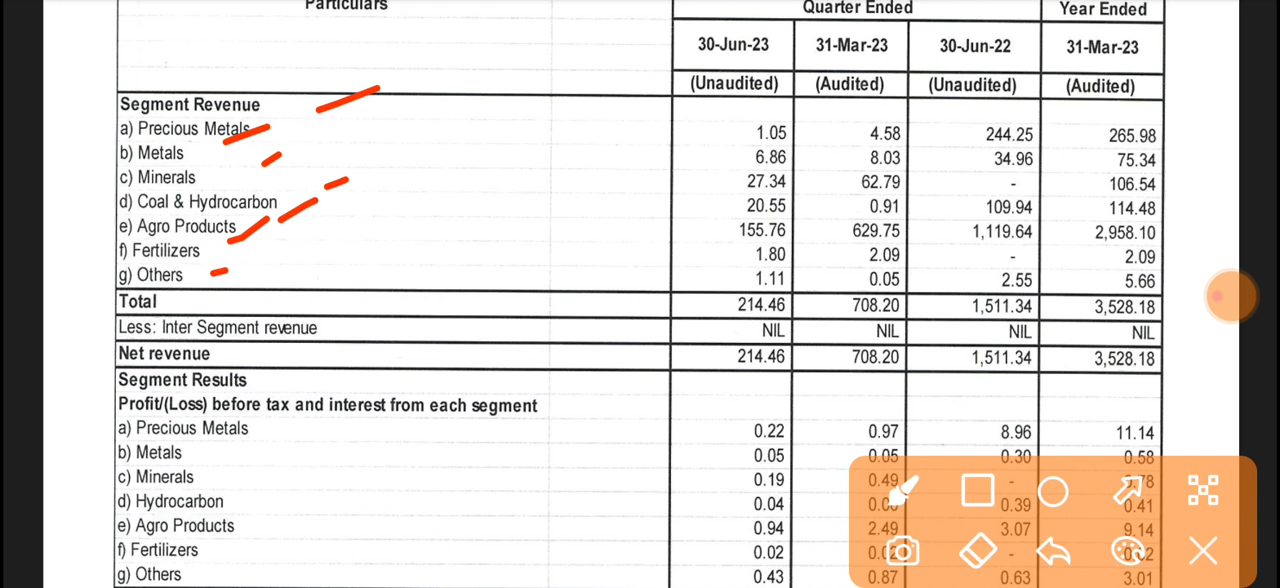 Particulars Quarter Ended Year Ended
30-Jun-23 31-Mar-23 30-Jun-22 31-Mar-23
(Unaudited) (Audited) (Unaudited) (Audited)
Segment Revenue
a) Precious Metals 1.05 4.58 244.25 265.98
b) Metals 6.86 8.03 34.96 75.34
c) Minerals 27.34 62.79 - 106.54
d) Coal & Hydrocarbon 20.55 0.91 109.94 114.48
e) Agro Products 155.76 629.75 1,119.64 2,958.10
f) Fertilizers 1.80 2.09 - 2.09
g) Others 1.11 0.05 2.55 5.66
Total 214.46 708.20 1,511.34 3,528.18
Less: Inter Segment revenue NIL NIL NIL NIL
Net revenue 214.46 708.20 1,511.34 3,528.18
Segment Results
Profit/(Loss) before tax and interest from each segment
a) Precious Metals 0.22 0.97 8.96 11.14
b) Metals 0.05 0.05 0.30 0.58
c) Minerals 0.19 0.49 -
d) Hydrocarbon 0.04 0.39 0.41
e) Agro Products 0.94 2.49 3.07 9.14
f) Fertilizers 0.02 -
g) Others 0.43 0.87 0.63 3.01